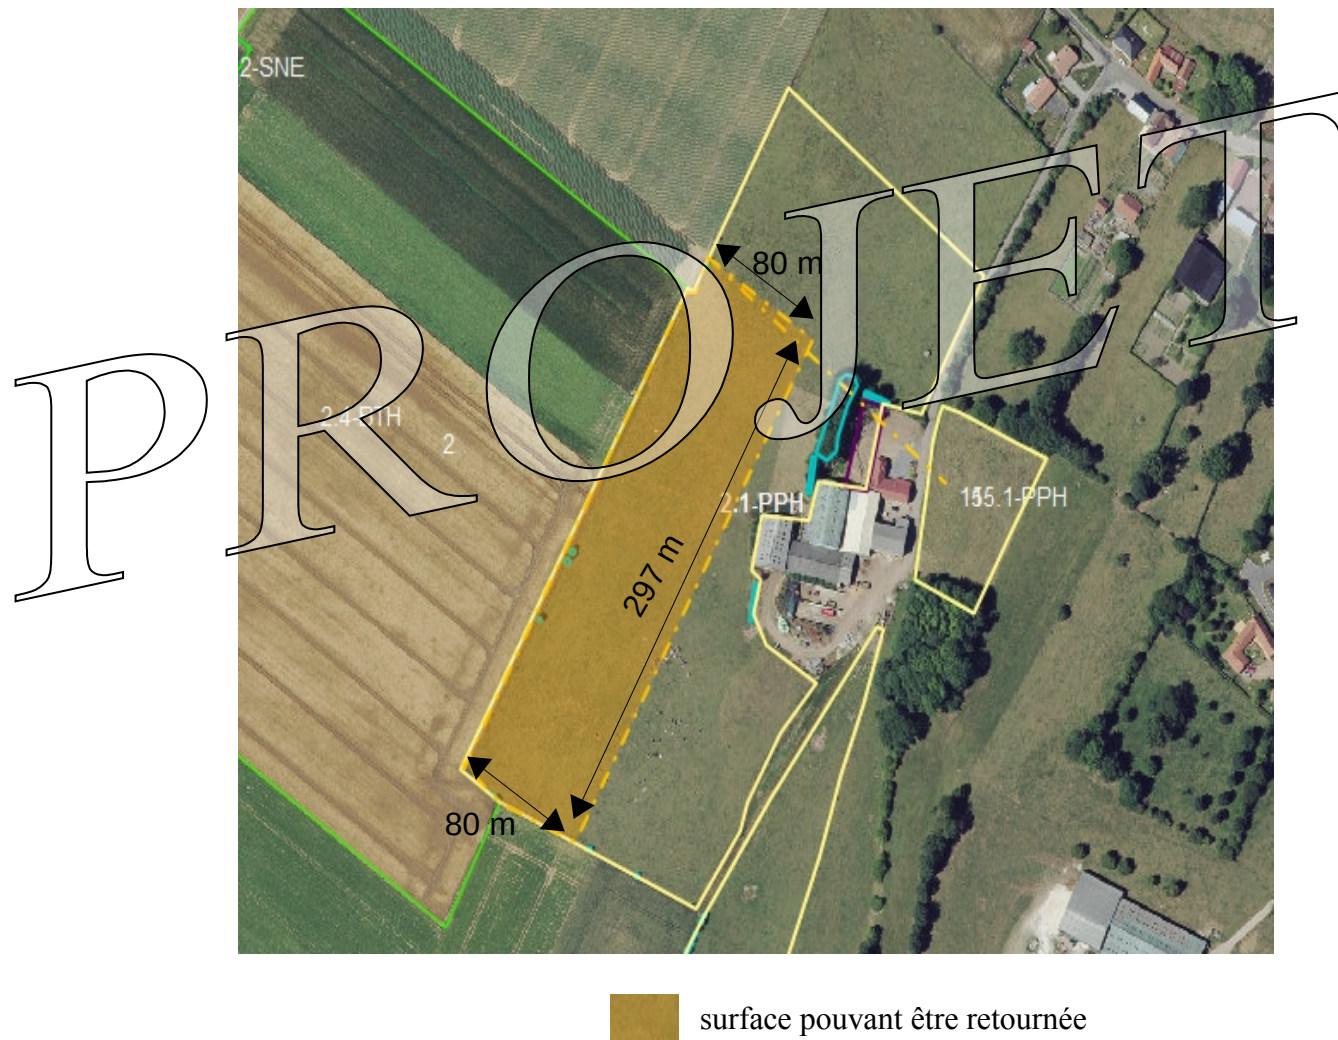 2-SNE
PROJET
80 m
2.4-BTH
2
2.1-PPH
155.1-PPH
297 m
80 m
surface pouvant être retournée